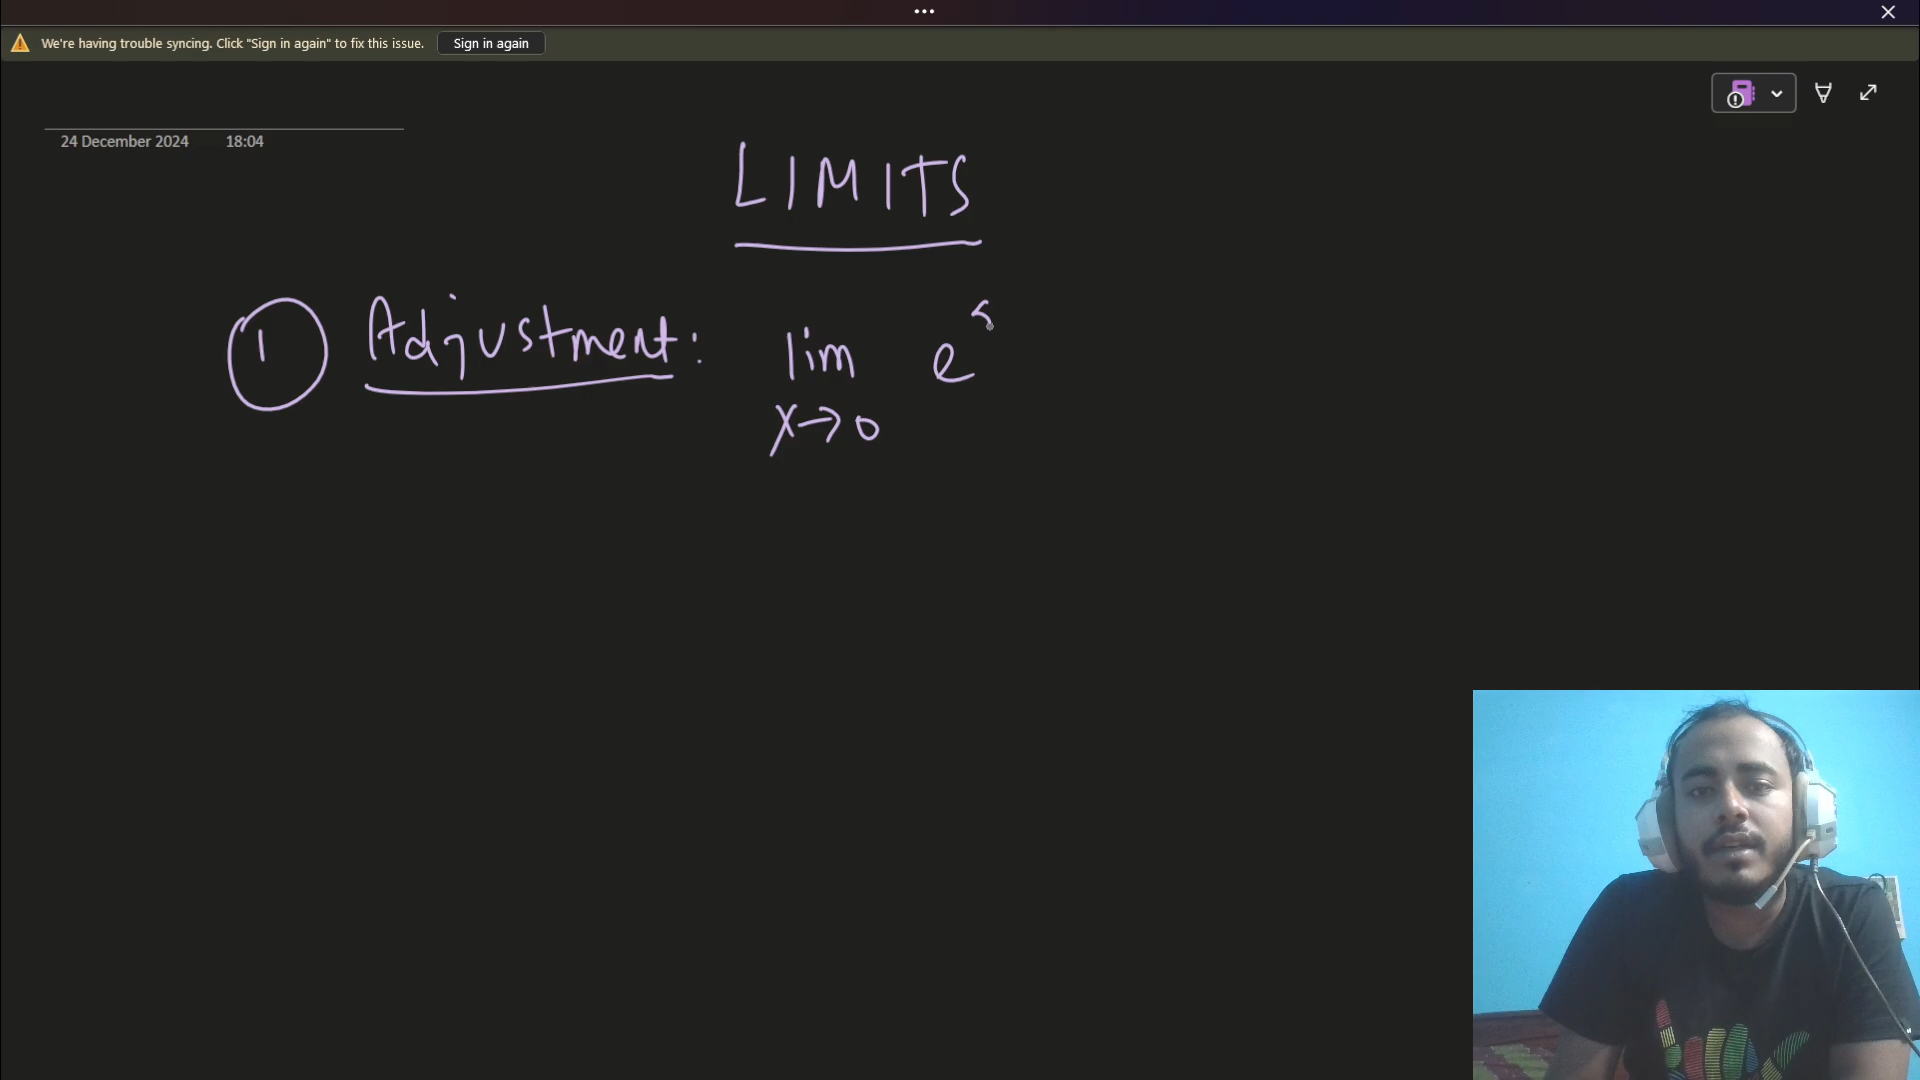 We're having trouble syncing. Click "Sign in again" to fix this issue. Sign in again
24 December 2024 18:04
LIMITS
1 Adjustment: lim e
x→0